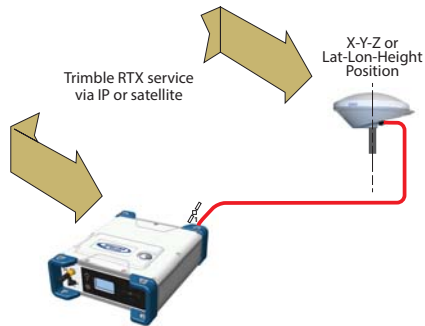 X-Y-Z or
Lat-Lon-Height
Position
Trimble RTX service
via IP or satellite